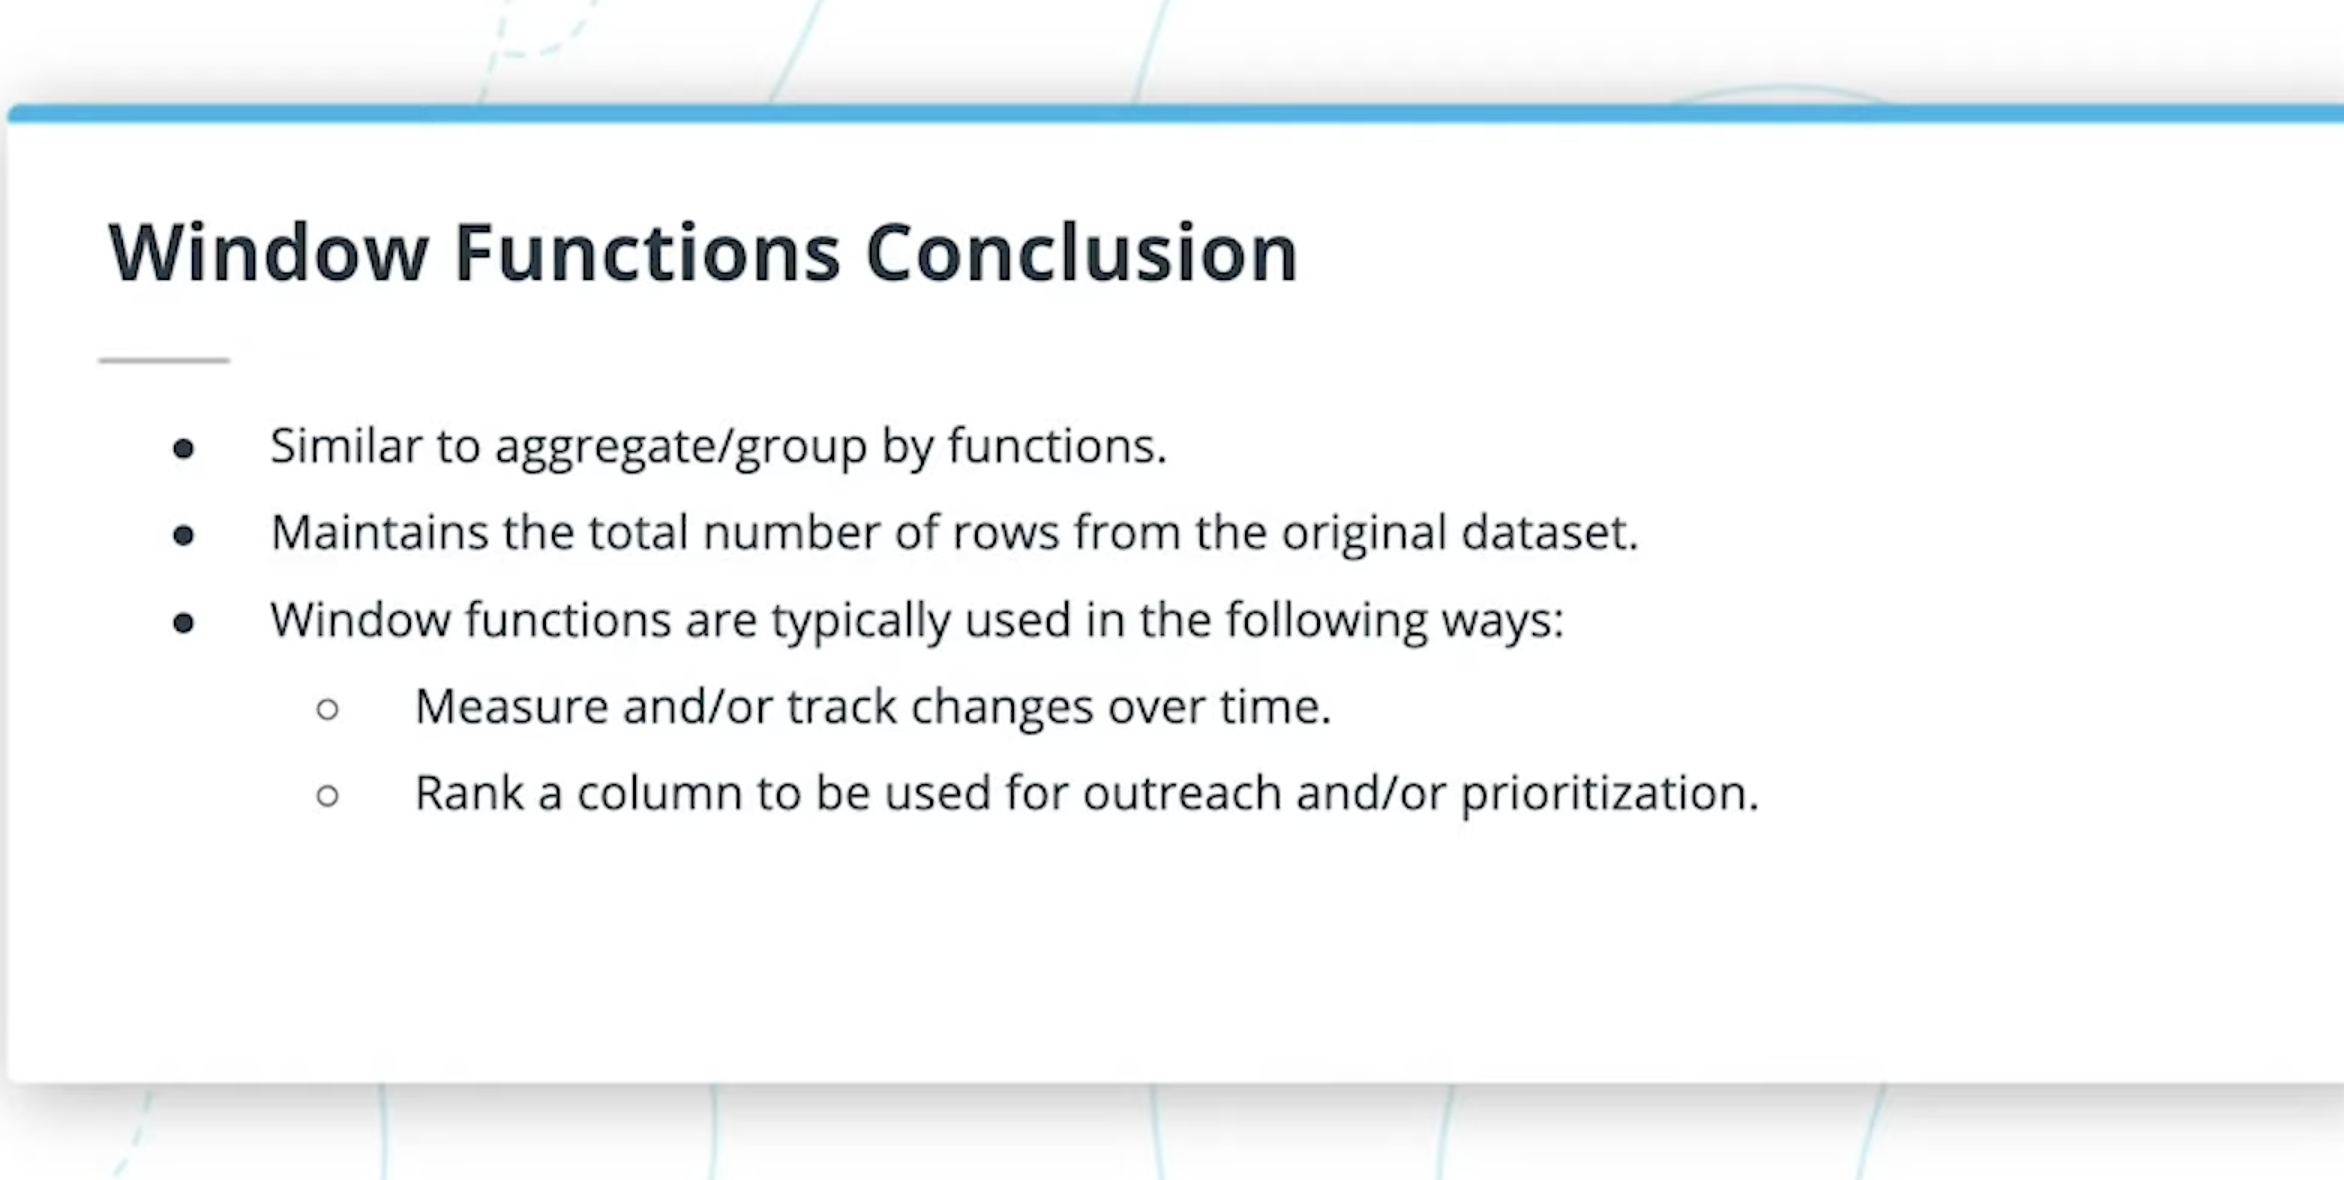 Window Functions Conclusion
● Similar to aggregate/group by functions.
● Maintains the total number of rows from the original dataset.
● Window functions are typically used in the following ways:
○ Measure and/or track changes over time.
○ Rank a column to be used for outreach and/or prioritization.